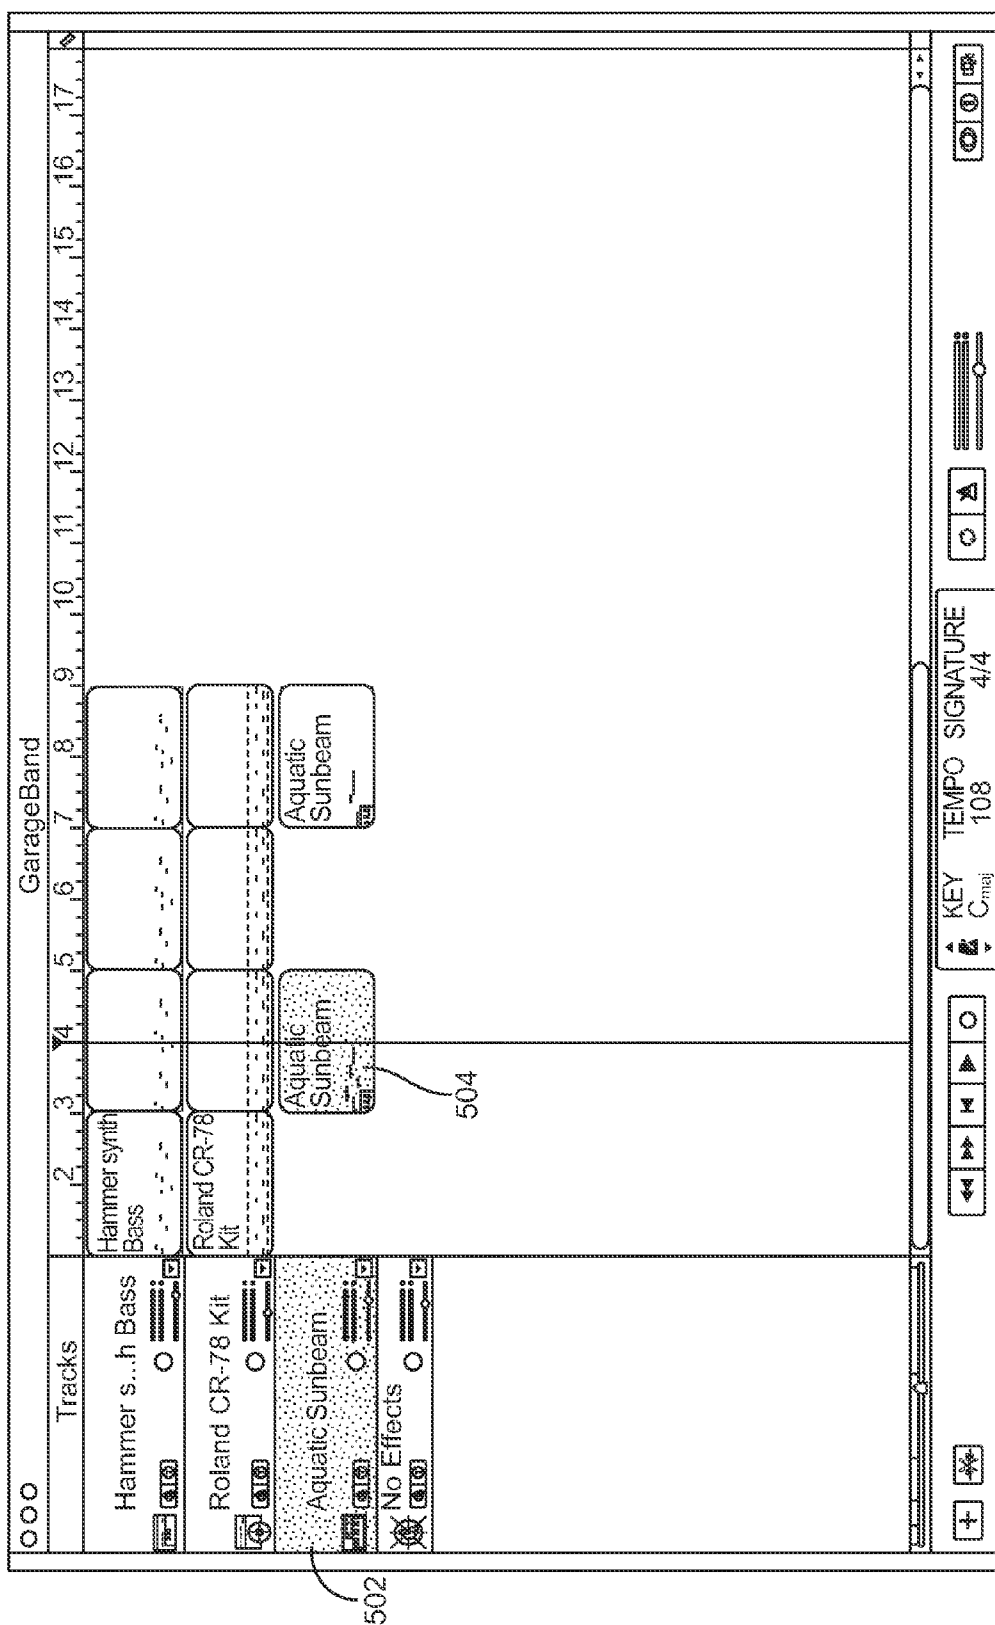 GarageBand
Tracks
2 3 4 5 6 7 8 9 10 11 12 13 14 15 16 17
Hammer s...h Bass
Hammer synth
Bass
Roland CR-78 Kit
Roland CR-78
Kit
Aquatic Sunbeam
Aquatic
Sunbeam
Aquatic
Sunbeam
No Effects
502
504
KEY TEMPO SIGNATURE
Cmaj 108 4/4